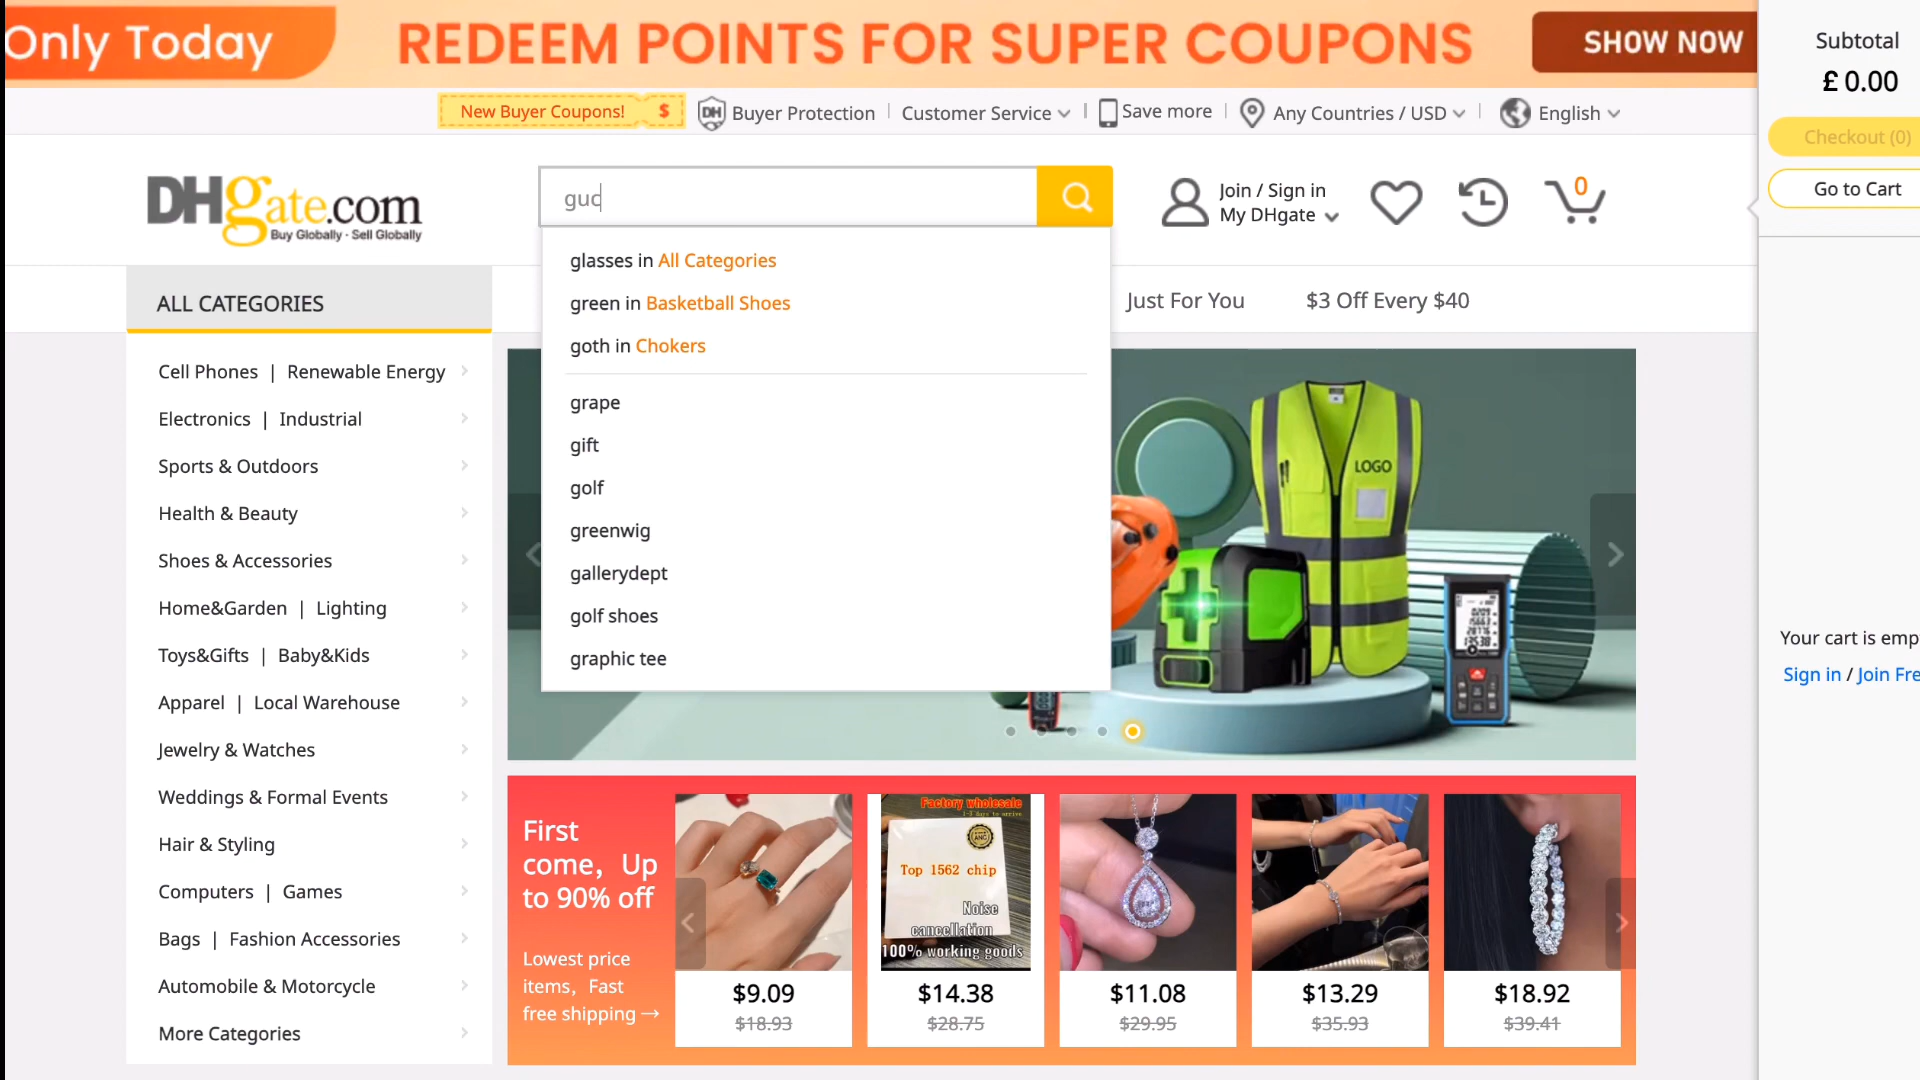 Only Today
REDEEM POINTS FOR SUPER COUPONS
SHOW NOW
Subtotal
£ 0.00
Checkout (0)
Go to Cart
New Buyer Coupons! $
DH Buyer Protection
Customer Service
Save more
Any Countries / USD
English
DHgate.com
Buy Globally · Sell Globally
guc
Join / Sign in
My DHgate
0
ALL CATEGORIES
Just For You
$3 Off Every $40
glasses in All Categories
green in Basketball Shoes
goth in Chokers
grape
gift
golf
greenwig
gallerydept
golf shoes
graphic tee
Cell Phones | Renewable Energy
Electronics | Industrial
Sports & Outdoors
Health & Beauty
Shoes & Accessories
Home&Garden | Lighting
Toys&Gifts | Baby&Kids
Apparel | Local Warehouse
Jewelry & Watches
Weddings & Formal Events
Hair & Styling
Computers | Games
Bags | Fashion Accessories
Automobile & Motorcycle
More Categories
LOGO
Your cart is emp
Sign in / Join Fre
First
come, Up
to 90% off
Lowest price
items, Fast
free shipping →
Factory wholesale
Top 1562 chip
Noise
cancellation
100% working goods
$9.09
$18.93
$14.38
$28.75
$11.08
$29.95
$13.29
$35.93
$18.92
$39.41